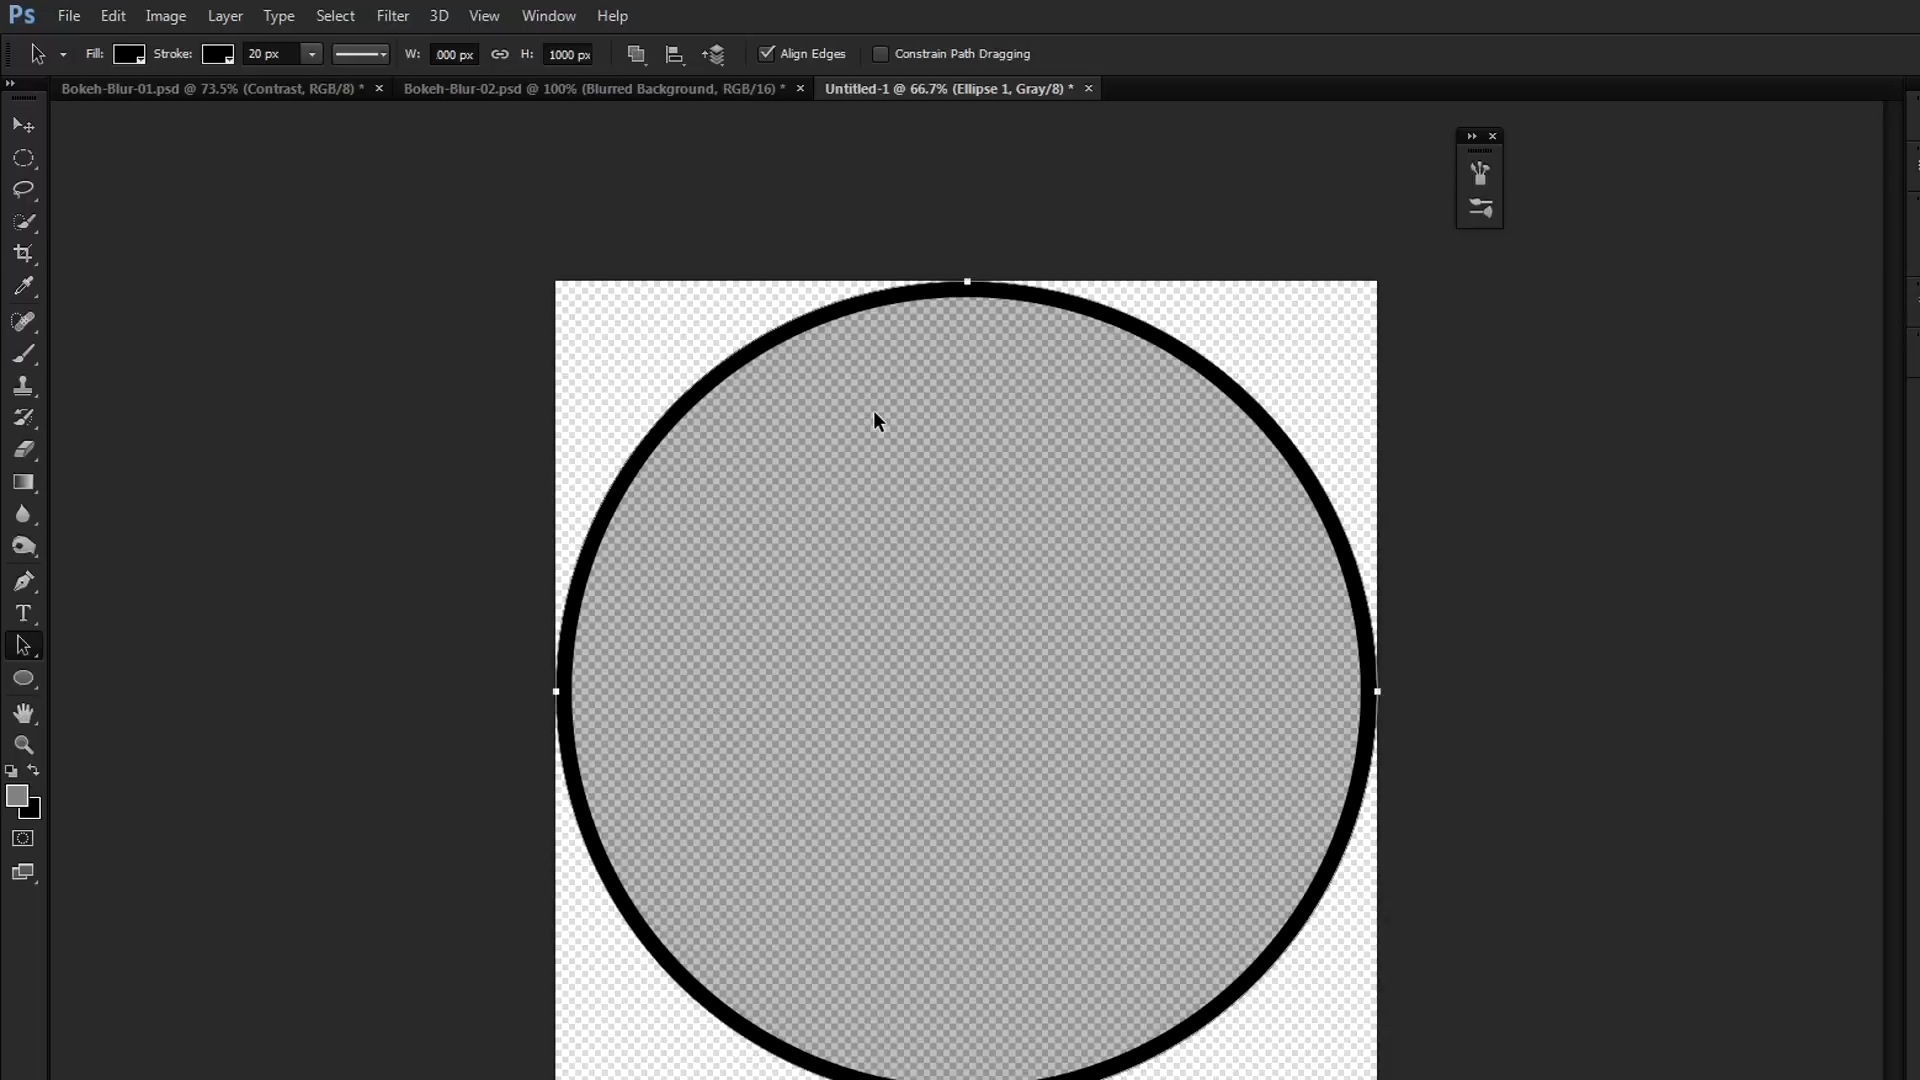 Ps File Edit Image Layer Type Select Filter 3D View Window Help
Fill: Stroke: 20 px W: 000 px H: 1000 px Align Edges Constrain Path Dragging
Bokeh-Blur-01.psd @ 73.5% (Contrast, RGB/8) * × Bokeh-Blur-02.psd @ 100% (Blurred Background, RGB/16) * × Untitled-1 @ 66.7% (Ellipse 1, Gray/8) * ×
T